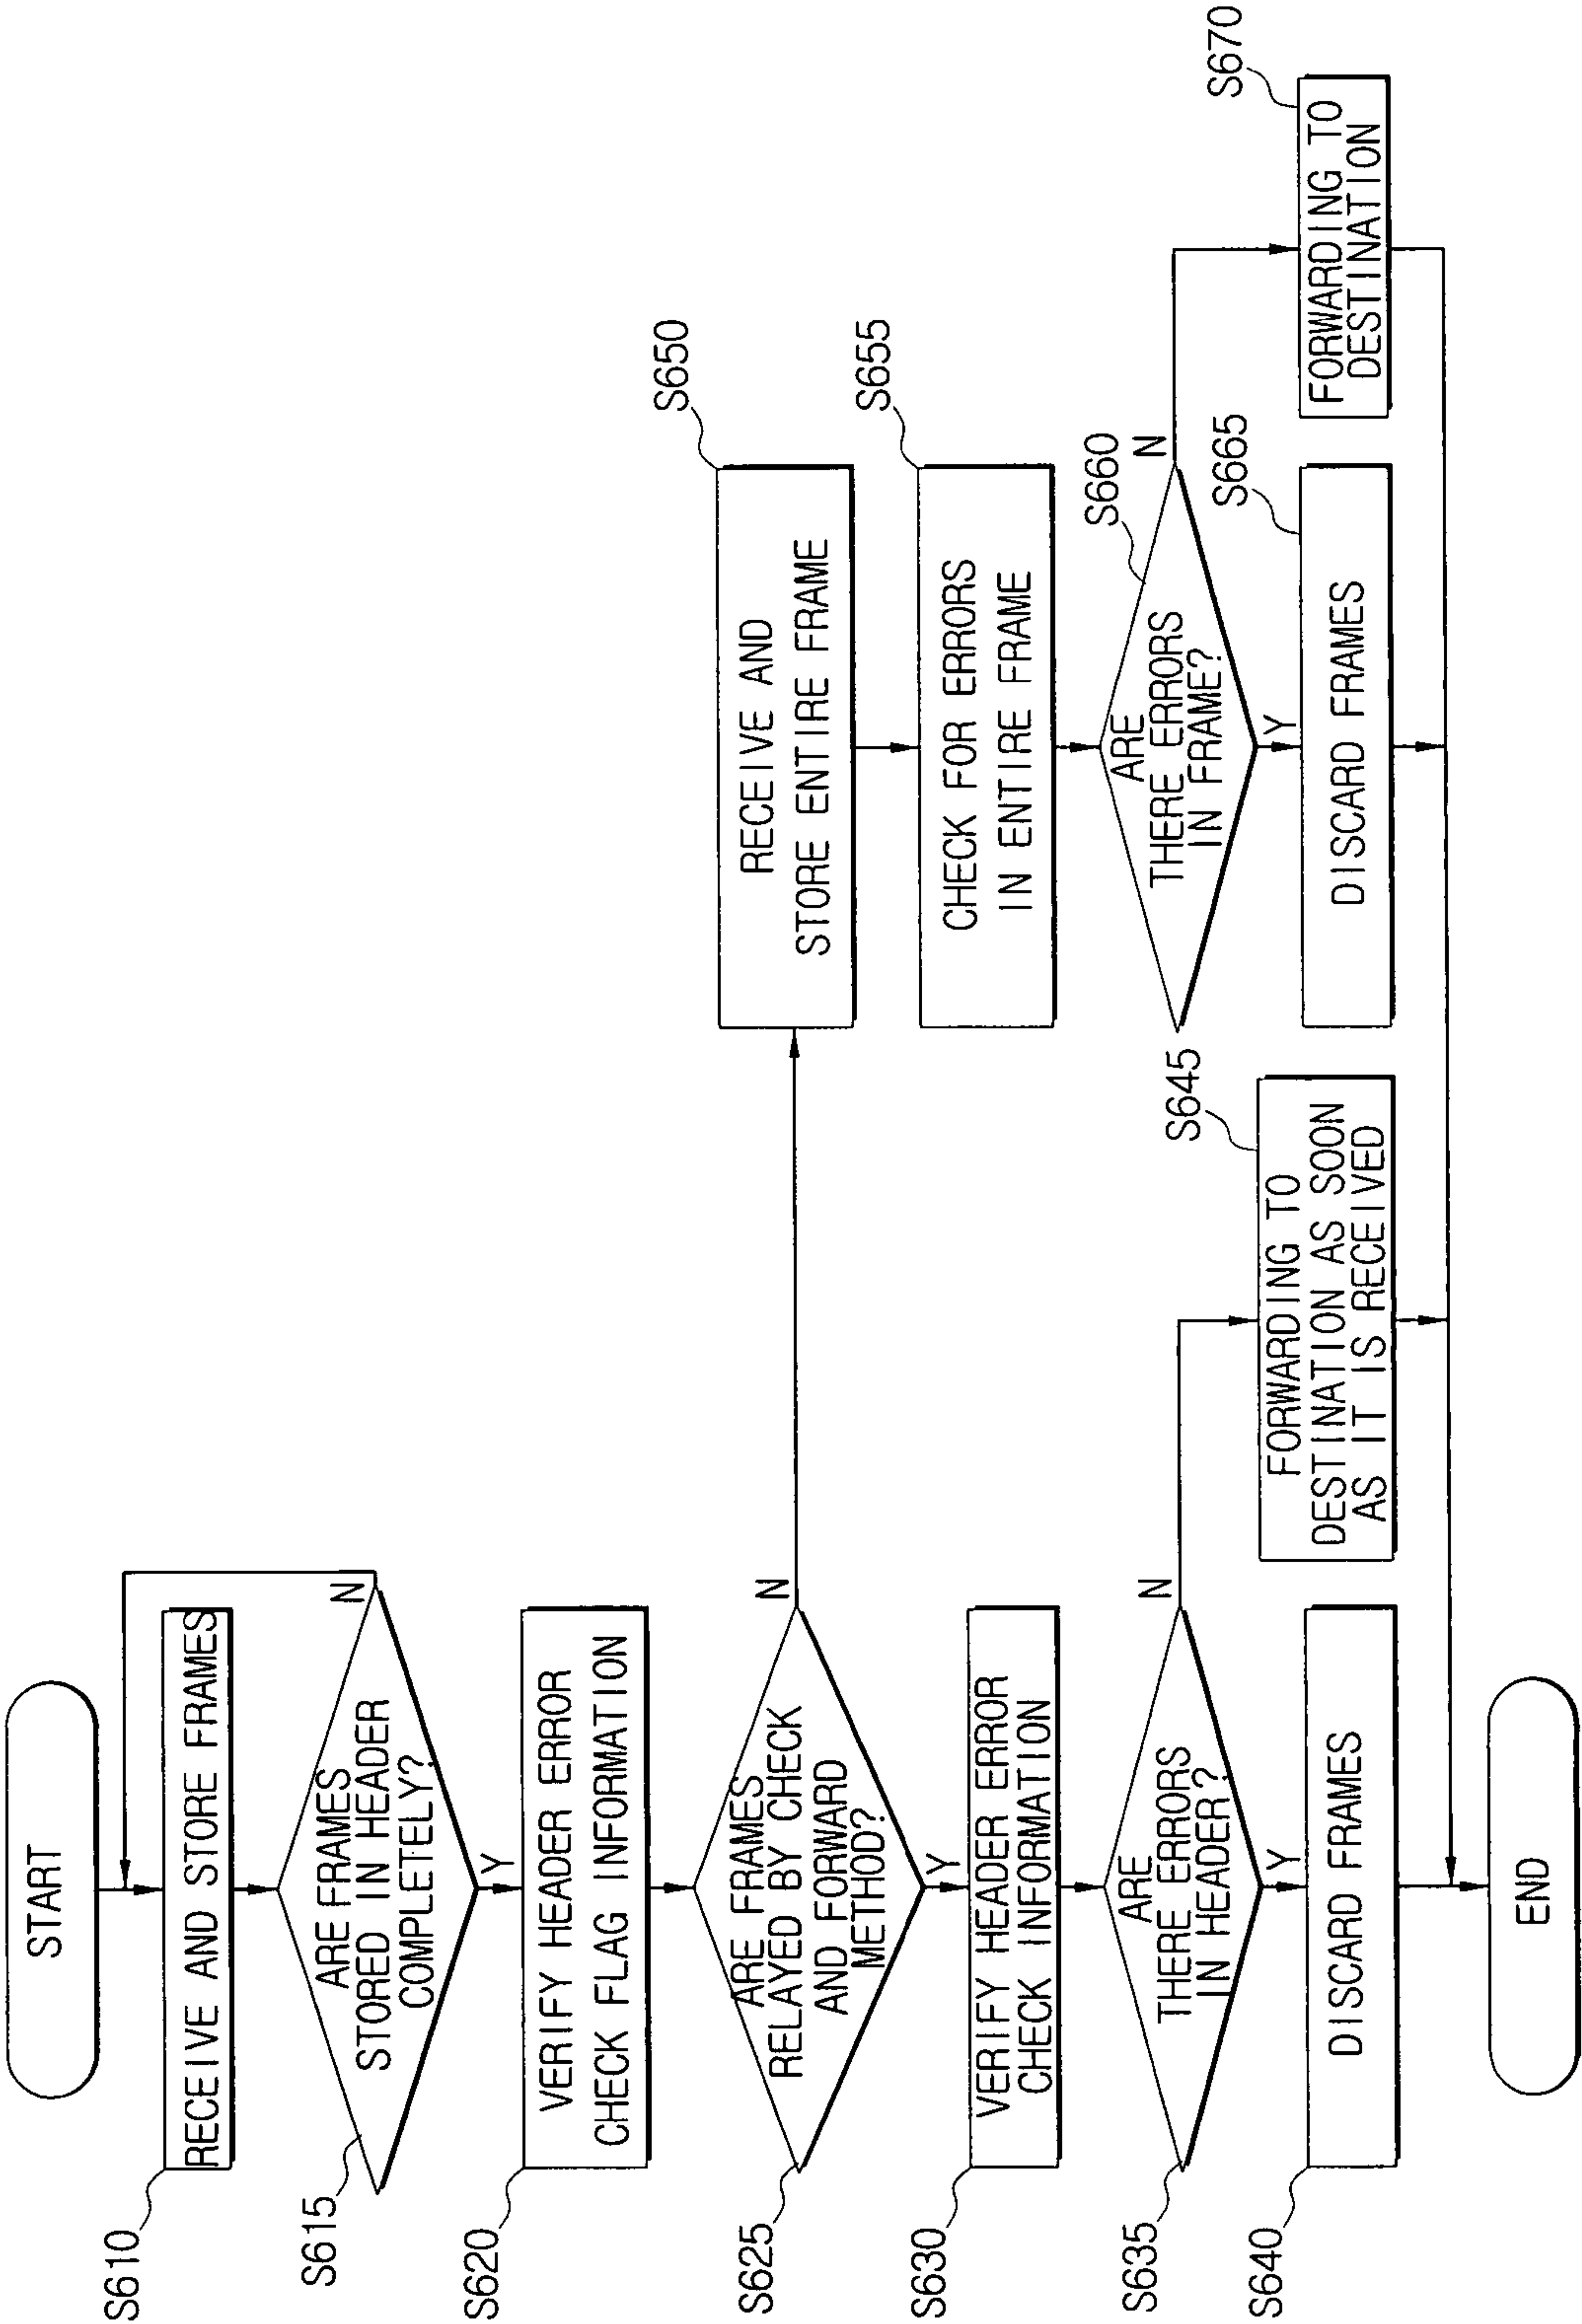 START
S610
RECEIVE AND STORE FRAMES
S615
ARE FRAMES
STORED IN HEADER
COMPLETELY?
N
Y
S620
VERIFY HEADER ERROR
CHECK FLAG INFORMATION
S625
ARE FRAMES
RELAYED BY CHECK
AND FORWARD
METHOD?
N
Y
S630
VERIFY HEADER ERROR
CHECK INFORMATION
S635
ARE
THERE ERRORS
IN HEADER?
N
Y
S640
DISCARD FRAMES
S645
FORWARDING TO
DESTINATION AS SOON
AS IT IS RECEIVED
S650
RECEIVE AND
STORE ENTIRE FRAME
S655
CHECK FOR ERRORS
IN ENTIRE FRAME
S660
ARE
THERE ERRORS
IN FRAME?
N
Y
S665
DISCARD FRAMES
S670
FORWARDING TO
DESTINATION
END